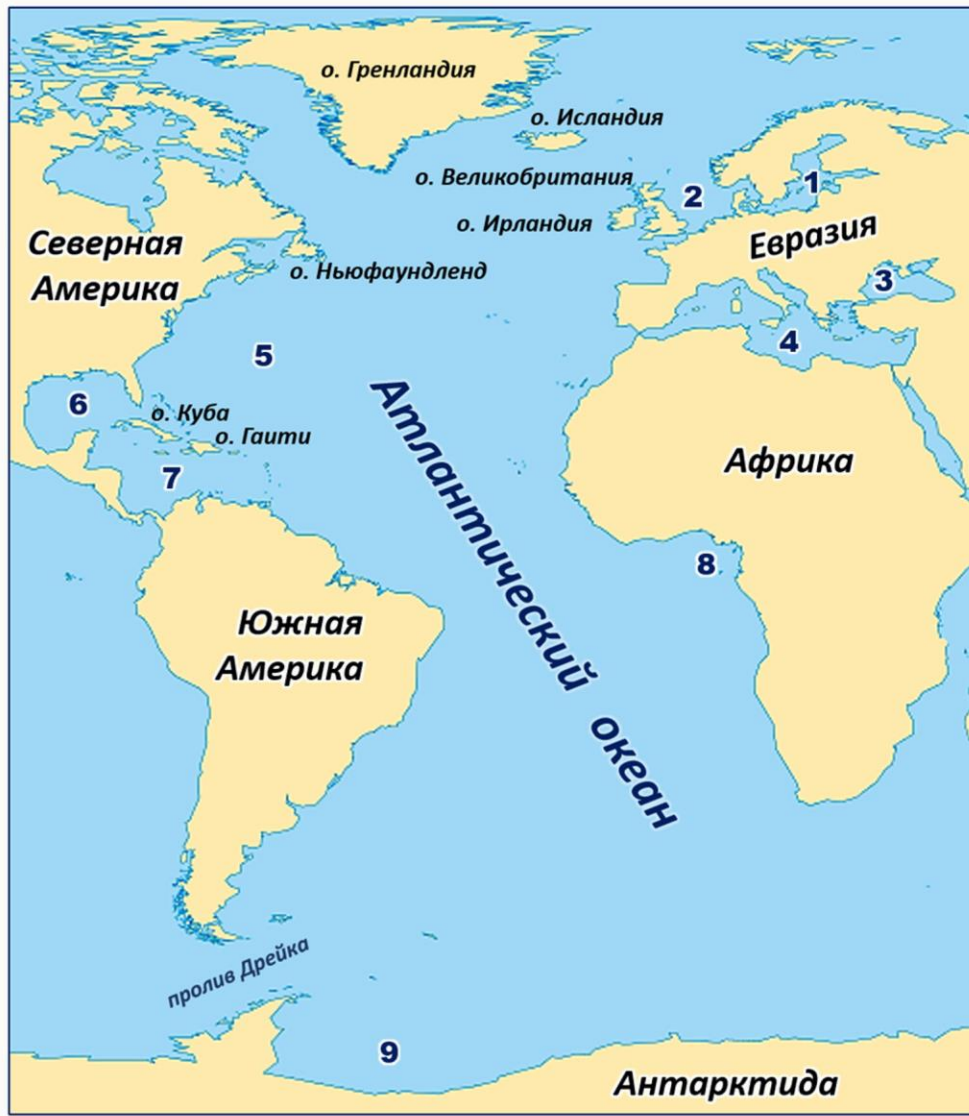 о. Гренландия
о. Исландия
о. Великобритания
1
2
о. Ирландия
Евразия
Северная
Америка
о. Ньюфаундленд
3
4
5
6
о. Куба
о. Гаити
7
Атлантический океан
Африка
8
Южная
Америка
пролив Дрейка
9
Антарктида